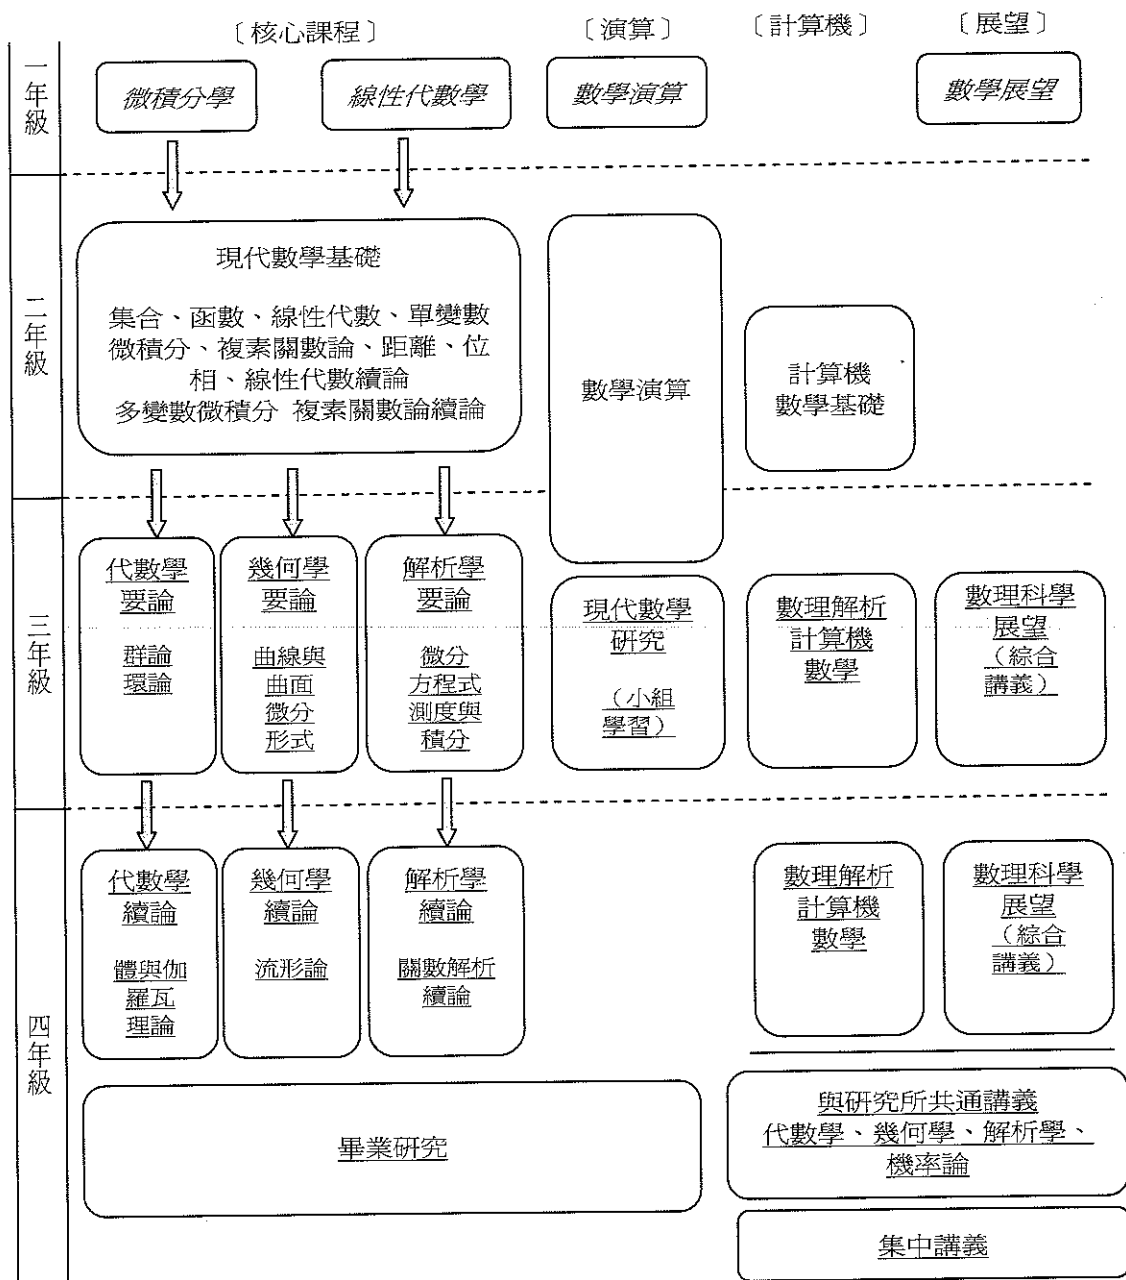 〔核心課程〕
〔演算〕
〔計算機〕
〔展望〕
一年級
微積分學
線性代數學
數學演算
數學展望
二年級
現代數學基礎
集合、函數、線性代數、單變數
微積分、複素關數論、距離、位
相、線性代數續論
多變數微積分 複素關數論續論
數學演算
計算機
數學基礎
三年級
代數學
要論
群論
環論
幾何學
要論
曲線與
曲面
微分
形式
解析學
要論
微分
方程式
測度與
積分
現代數學
研究
(小組
學習)
數理解析
計算機
數學
數理科學
展望
(綜合
講義)
四年級
代數學
續論
體與伽
羅瓦
理論
幾何學
續論
流形論
解析學
續論
關數解析
續論
數理解析
計算機
數學
數理科學
展望
(綜合
講義)
畢業研究
與研究所共通講義
代數學、幾何學、解析學、
機率論
集中講義